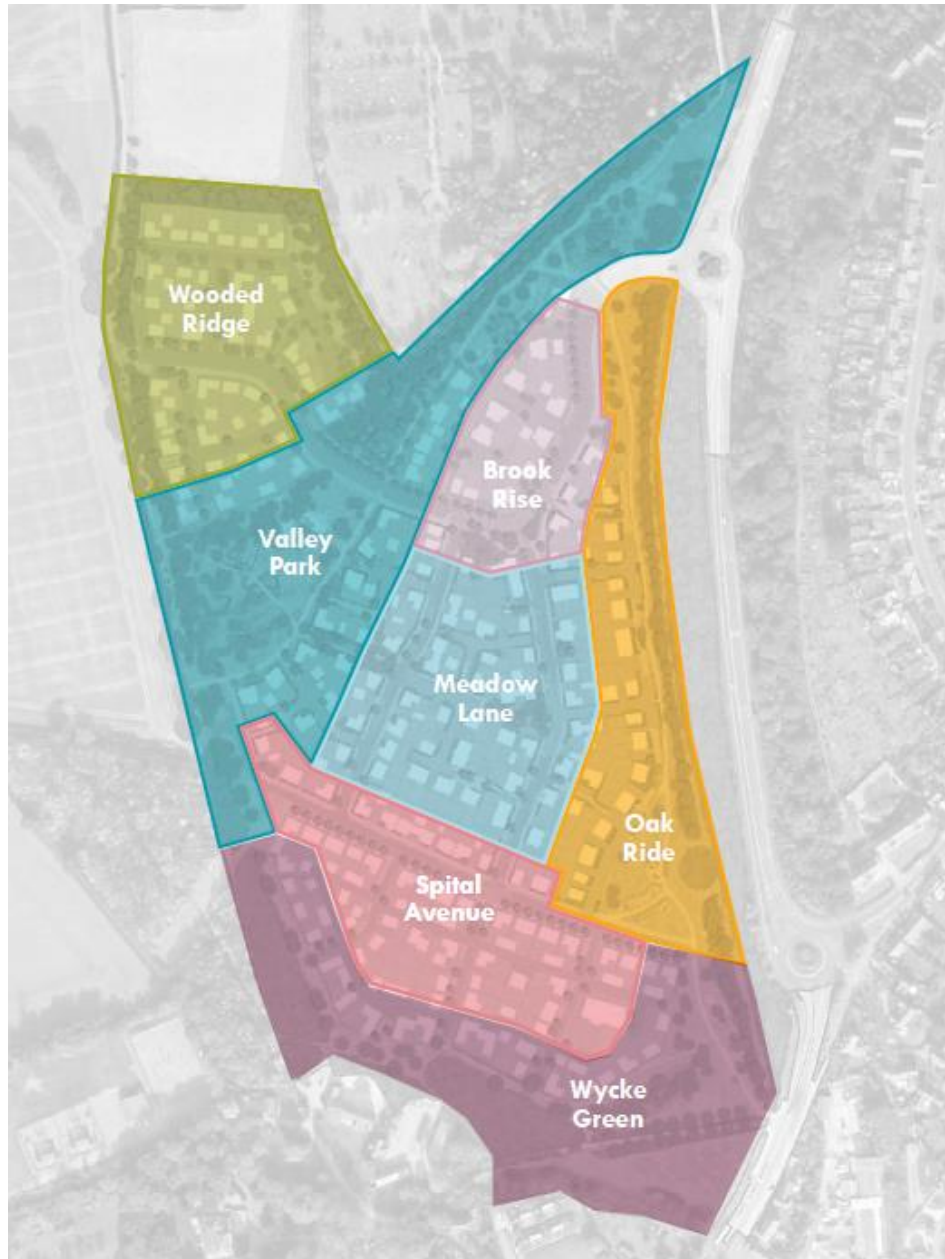 Wooded
Ridge
Brook
Rise
Valley
Park
Meadow
Lane
Oak
Ride
Spital
Avenue
Wycke
Green